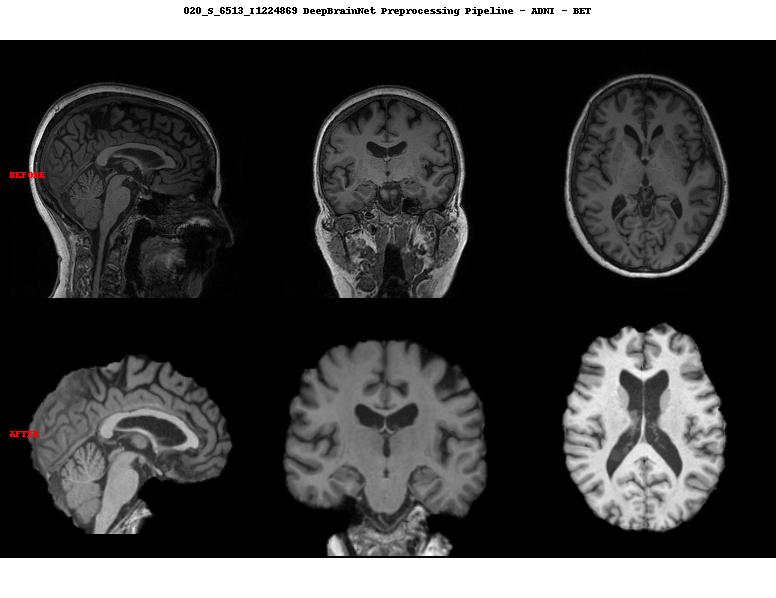 020_S_6513_I1224869 DeepBrainNet Preprocessing Pipeline - ADNI - BET
BEFORE
AFTER